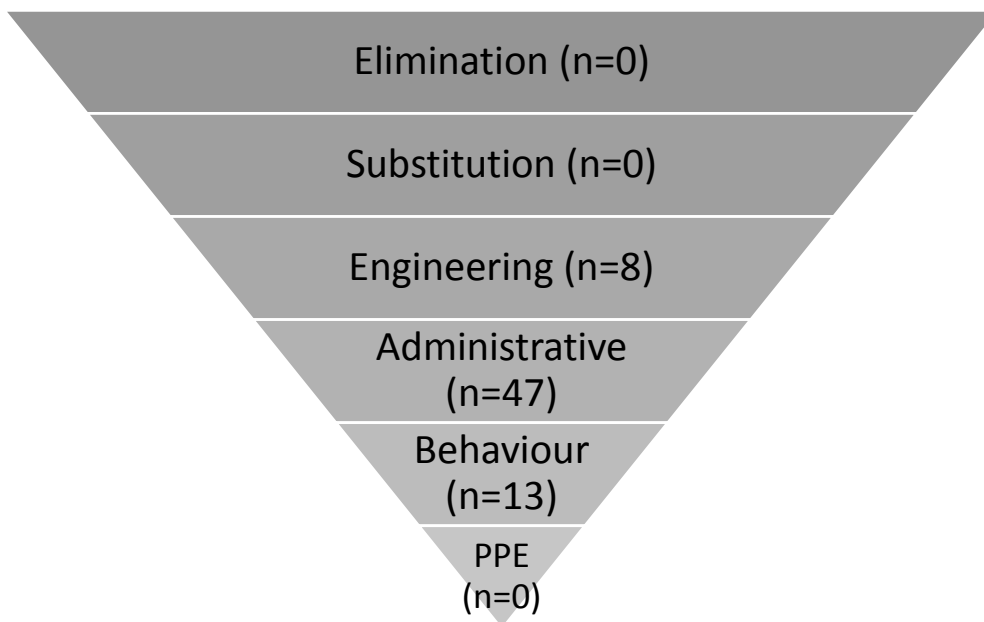 Elimination (n=0)
Substitution (n=0)
Engineering (n=8)
Administrative
(n=47)
Behaviour
(n=13)
PPE
(n=0)